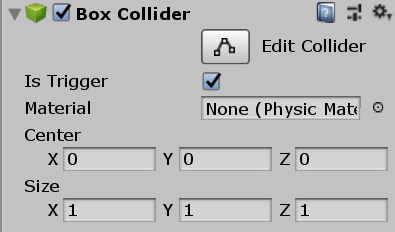 Box Collider
Edit Collider
Is Trigger
Material None (Physic Mate
Center
X 0 Y 0 Z 0
Size
X 1 Y 1 Z 1